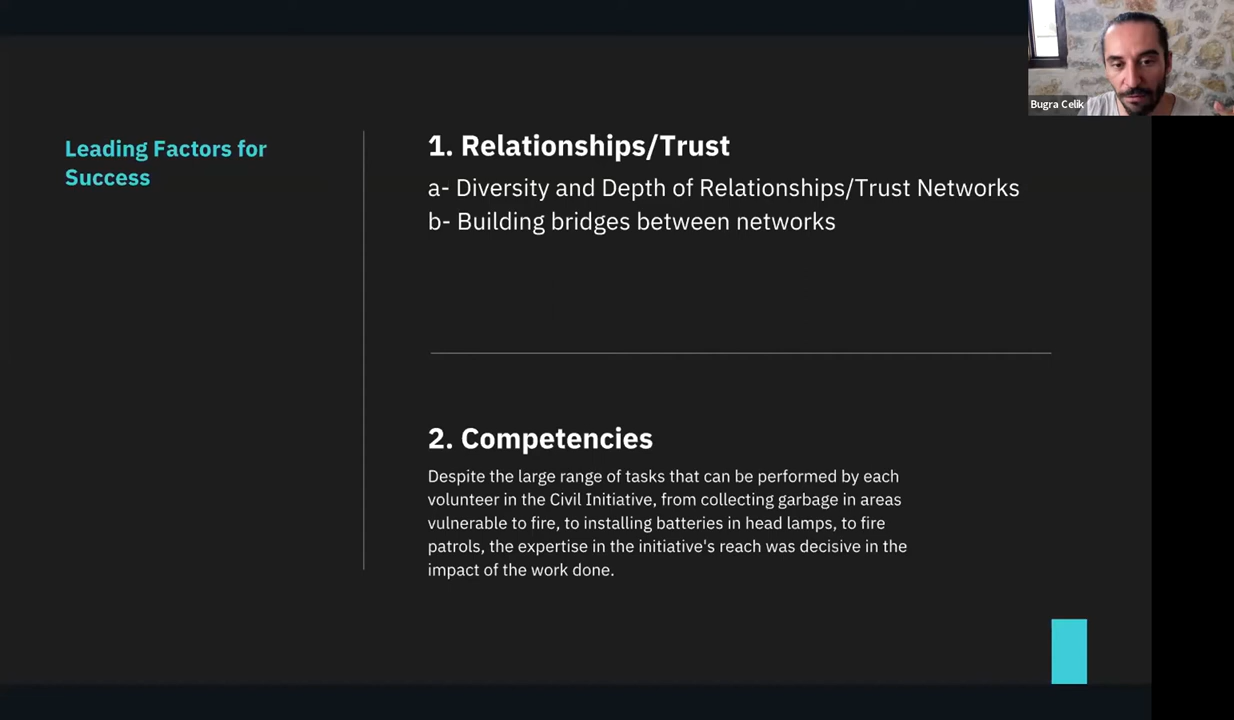 Bugra Celik
Leading Factors for
Success
1. Relationships/Trust
a- Diversity and Depth of Relationships/Trust Networks
b- Building bridges between networks
2. Competencies
Despite the large range of tasks that can be performed by each
volunteer in the Civil Initiative, from collecting garbage in areas
vulnerable to fire, to installing batteries in head lamps, to fire
patrols, the expertise in the initiative's reach was decisive in the
impact of the work done.